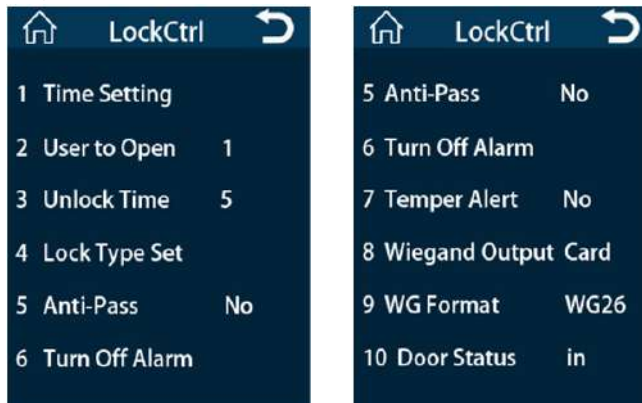 LockCtrl
1 Time Setting
2 User to Open 1
3 Unlock Time 5
4 Lock Type Set
5 Anti-Pass No
6 Turn Off Alarm
LockCtrl
5 Anti-Pass No
6 Turn Off Alarm
7 Temper Alert No
8 Wiegand Output Card
9 WG Format WG26
10 Door Status in